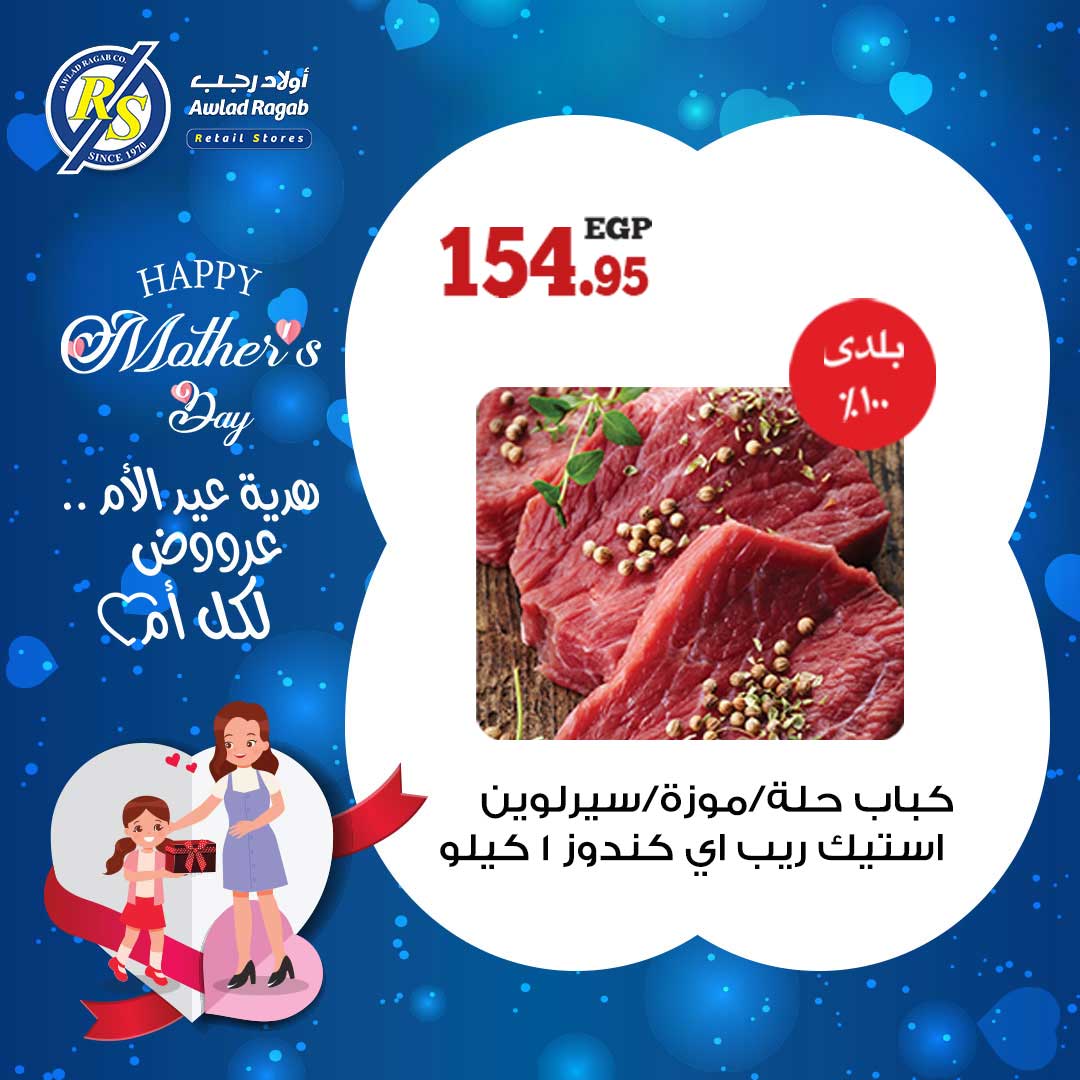 AWLAD RAGAB CO.
RS
SINCE 1970
أولاد رجب
Awlad Ragab
Retail Stores
HAPPY
Mother's
Day
هدية عيد الأم ..
عرووض
لكل أم
EGP
154.95
بلدى
٪١٠٠
كباب حلة/موزة/سيرلوين
استيك ريب اي كندوز ١ كيلو